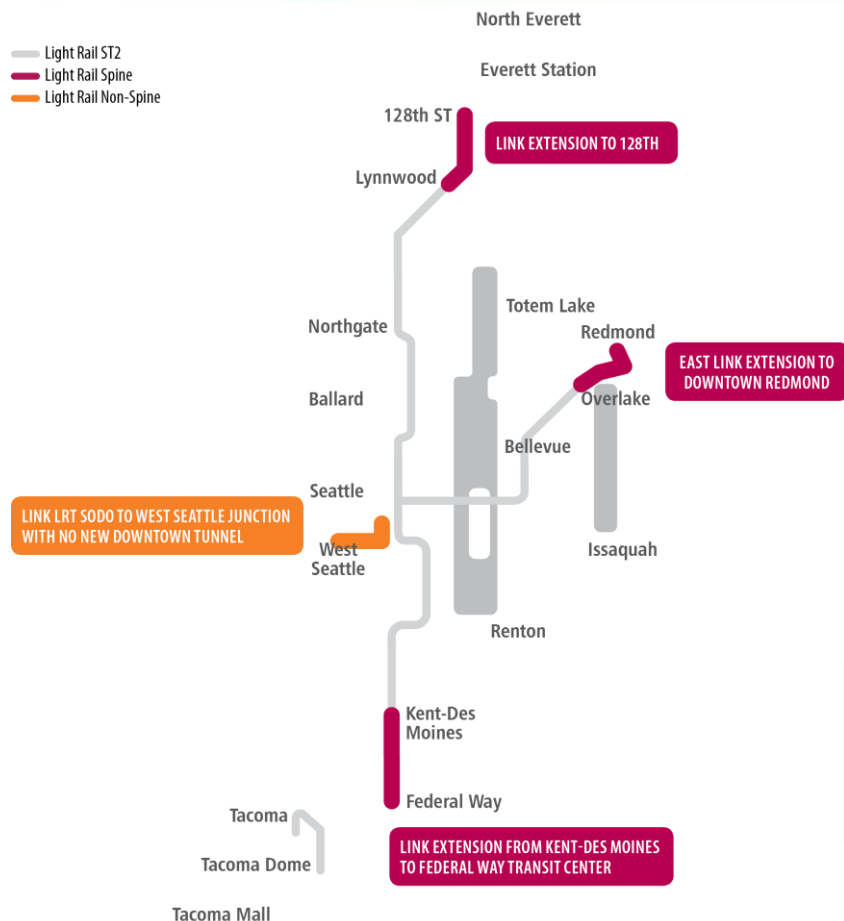 North Everett
Light Rail ST2
Light Rail Spine
Light Rail Non-Spine
Everett Station
128th ST
LINK EXTENSION TO 128TH
Lynnwood
Totem Lake
Northgate
Redmond
EAST LINK EXTENSION TO
DOWNTOWN REDMOND
Ballard
Overlake
Bellevue
Seattle
LINK LRT SODO TO WEST SEATTLE JUNCTION
WITH NO NEW DOWNTOWN TUNNEL
West
Seattle
Issaquah
Renton
Kent-Des
Moines
Federal Way
Tacoma
LINK EXTENSION FROM KENT-DES MOINES
TO FEDERAL WAY TRANSIT CENTER
Tacoma Dome
Tacoma Mall